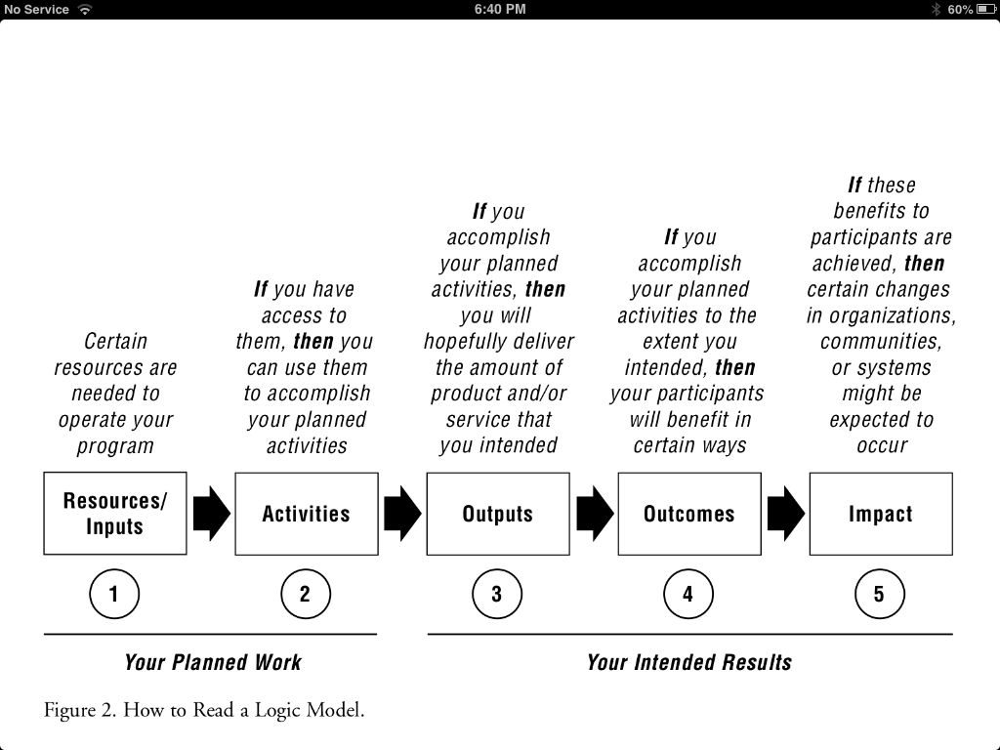 No Service 6:40 PM 60%
Certain
resources are
needed to
operate your
program
If you have
access to
them, then you
can use them
to accomplish
your planned
activities
If you
accomplish
your planned
activities, then
you will
hopefully deliver
the amount of
product and/or
service that
you intended
If you
accomplish
your planned
activities to the
extent you
intended, then
your participants
will benefit in
certain ways
If these
benefits to
participants are
achieved, then
certain changes
in organizations,
communities,
or systems
might be
expected to
occur
Resources/
Inputs
Activities
Outputs
Outcomes
Impact
1
2
3
4
5
Your Planned Work
Your Intended Results
Figure 2. How to Read a Logic Model.